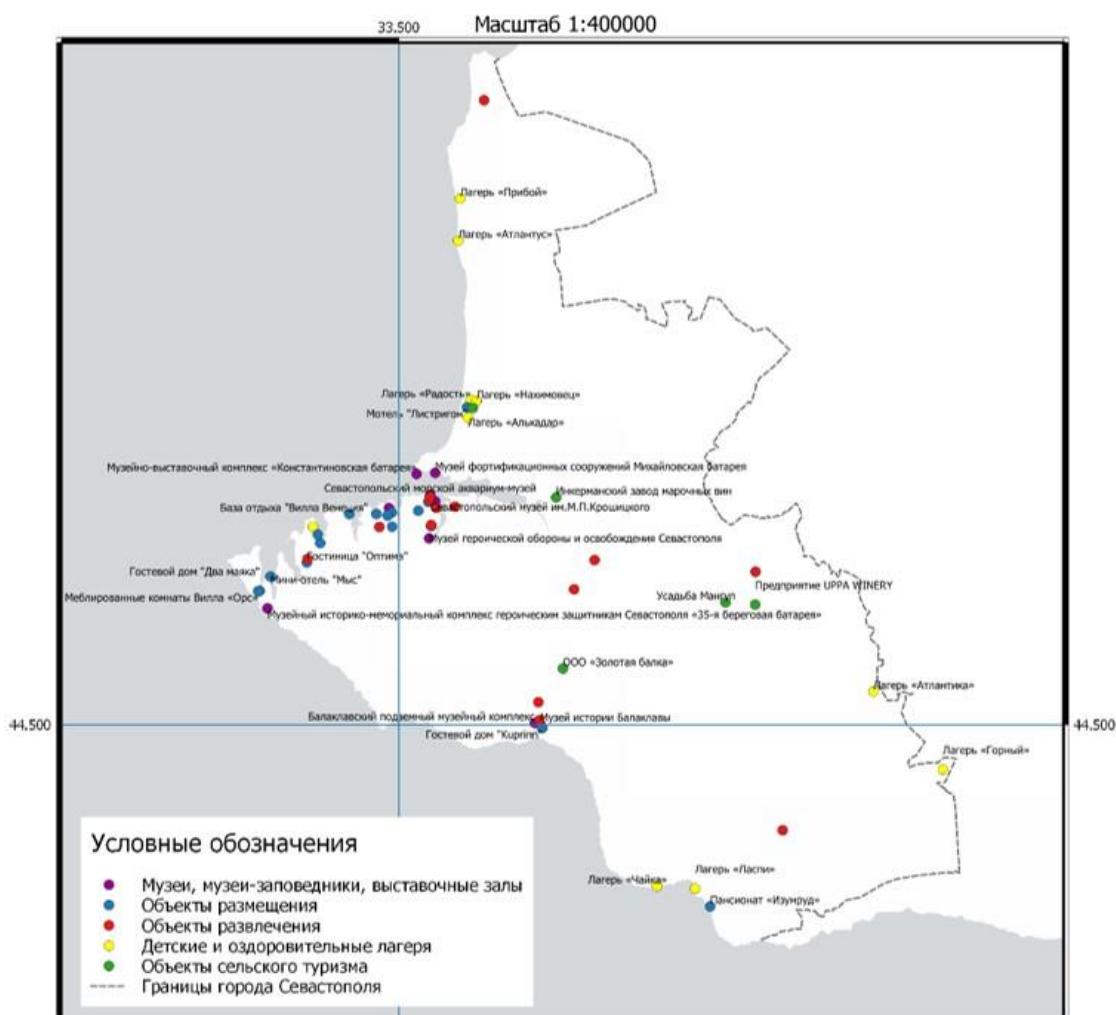 Масштаб 1:400000
33.500
Лагерь «Прибой»
Лагерь «Атлантус»
Лагерь «Радость»
Лагерь «Нахимовец»
Мотель "Листригон
Лагерь «Алькадар»
Музейно-выставочный комплекс «Константиновская батарея»
Музей фортификационных сооружений Михайловская батарея
Севастопольский морской аквариум-музей
Инкерманский завод марочных вин
База отдыха "Вилла Венеция"
Севастопольский музей им.М.П.Крошицкого
Музей героической обороны и освобождения Севастополя
Гостиница "Оптима"
Гостевой дом "Два маяка"
Мини-отель "Мыс"
Предприятие UPPA WINERY
Меблированные комнаты Вилла «Орс»
Усадьба Мангуп
Музейный историко-мемориальный комплекс героическим защитникам Севастополя «35-я береговая батарея»
ООО «Золотая балка»
Лагерь «Атлантика»
Балаклавский подземный музейный комплекс
Музей истории Балаклавы
44.500
44.500
Гостевой дом "Kuprinn"
Лагерь «Горный»
Лагерь «Ласпи»
Лагерь «Чайка»
Пансионат «Изумруд»
Условные обозначения
Музеи, музеи-заповедники, выставочные залы
Объекты размещения
Объекты развлечения
Детские и оздоровительные лагеря
Объекты сельского туризма
Границы города Севастополя